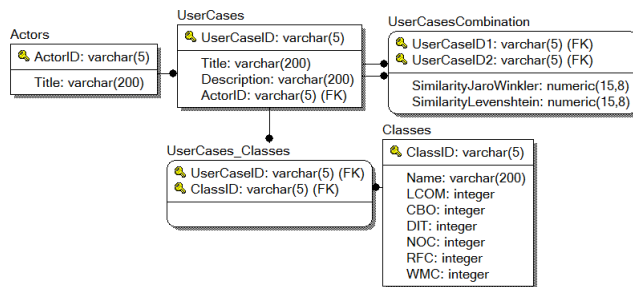 Actors
ActorID: varchar(5)
Title: varchar(200)
UserCases
UserCaseID: varchar(5)
Title: varchar(200)
Description: varchar(200)
ActorID: varchar(5) (FK)
UserCasesCombination
UserCaseID1: varchar(5) (FK)
UserCaseID2: varchar(5) (FK)
SimilarityJaroWinkler: numeric(15,8)
SimilarityLevenshtein: numeric(15,8)
UserCases_Classes
UserCaseID: varchar(5) (FK)
ClassID: varchar(5) (FK)
Classes
ClassID: varchar(5)
Name: varchar(200)
LCOM: integer
CBO: integer
DIT: integer
NOC: integer
RFC: integer
WMC: integer